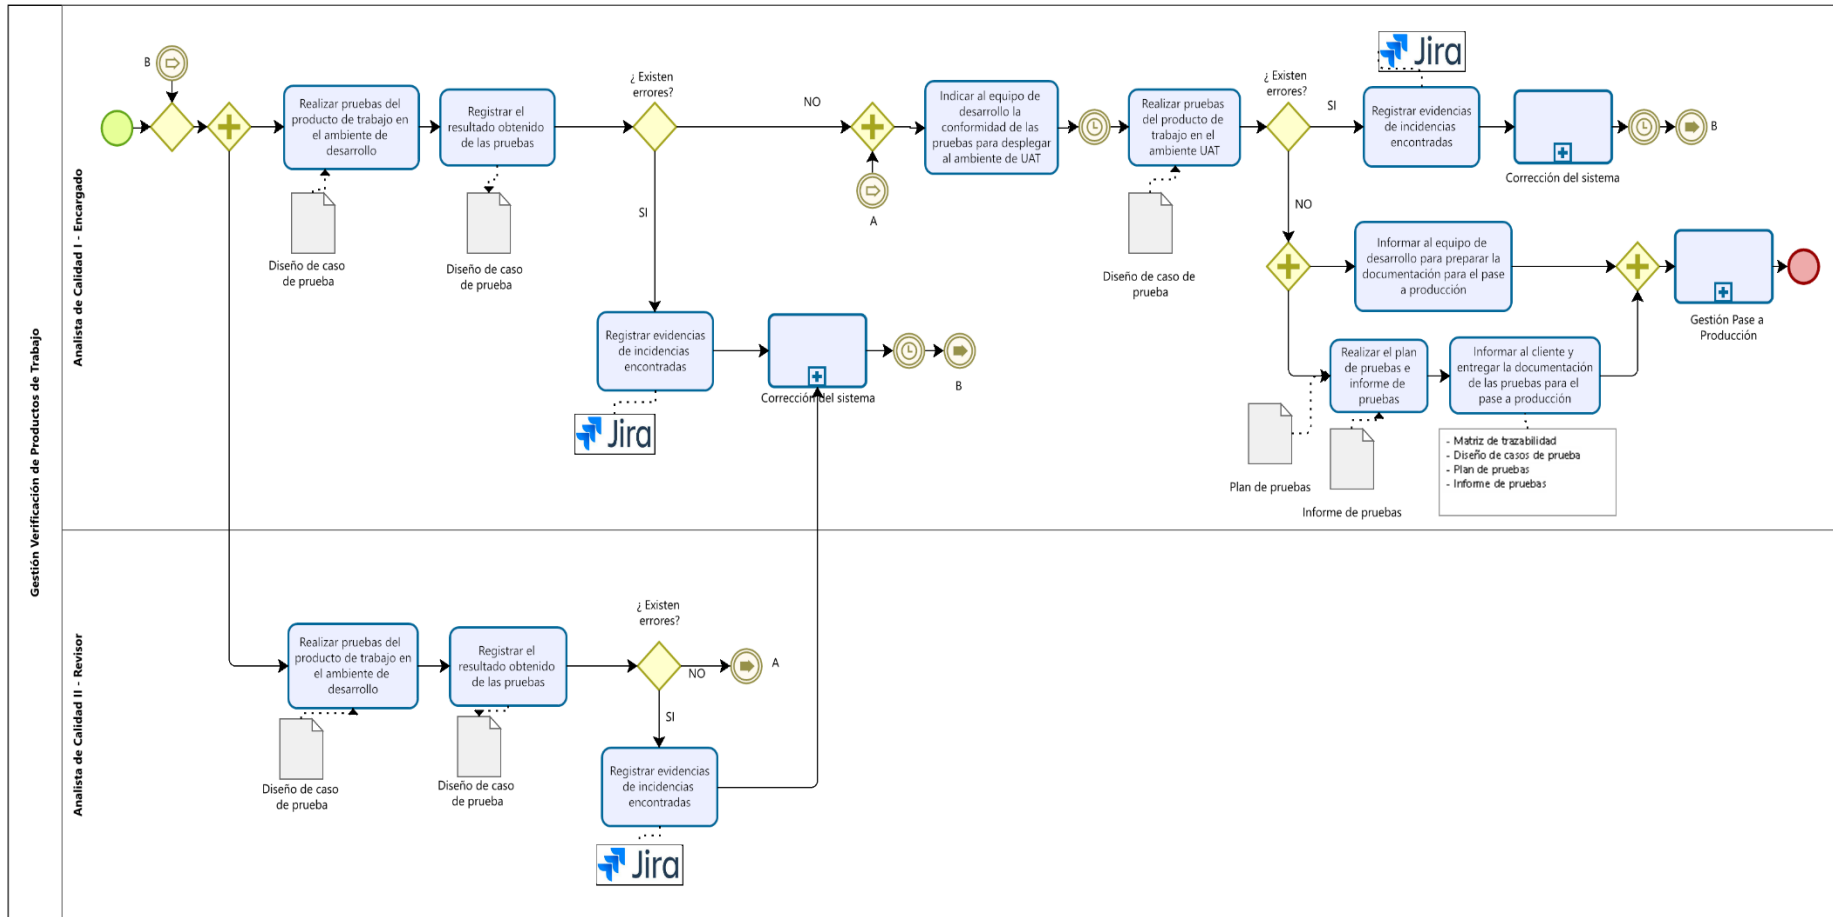 Gestión Verificación de Productos de Trabajo
Analista de Calidad I - Encargado
B
Realizar pruebas del
producto de trabajo en
el ambiente de
desarrollo
Diseño de caso
de prueba
Registrar el
resultado obtenido
de las pruebas
Diseño de caso
de prueba
¿ Existen
errores?
NO
SI
Registrar evidencias
de incidencias
encontradas
Jira
Corrección del sistema
B
A
Indicar al equipo de
desarrollo la
conformidad de las
pruebas para desplegar
al ambiente de UAT
Realizar pruebas
del producto de
trabajo en el
ambiente UAT
Diseño de caso de
prueba
¿ Existen
errores?
SI
NO
Jira
Registrar evidencias
de incidencias
encontradas
Corrección del sistema
B
Informar al equipo de
desarrollo para preparar la
documentación para el pase
a producción
Gestión Pase a
Producción
Realizar el plan
de pruebas e
informe de
pruebas
Informar al cliente y
entregar la documentación
de las pruebas para el
pase a producción
Plan de pruebas
Informe de pruebas
- Matriz de trazabilidad
- Diseño de casos de prueba
- Plan de pruebas
- Informe de pruebas
Analista de Calidad II - Revisor
Realizar pruebas del
producto de trabajo en
el ambiente de
desarrollo
Diseño de caso
de prueba
Registrar el
resultado obtenido
de las pruebas
Diseño de caso
de prueba
¿ Existen
errores?
NO
A
SI
Registrar evidencias
de incidencias
encontradas
Jira